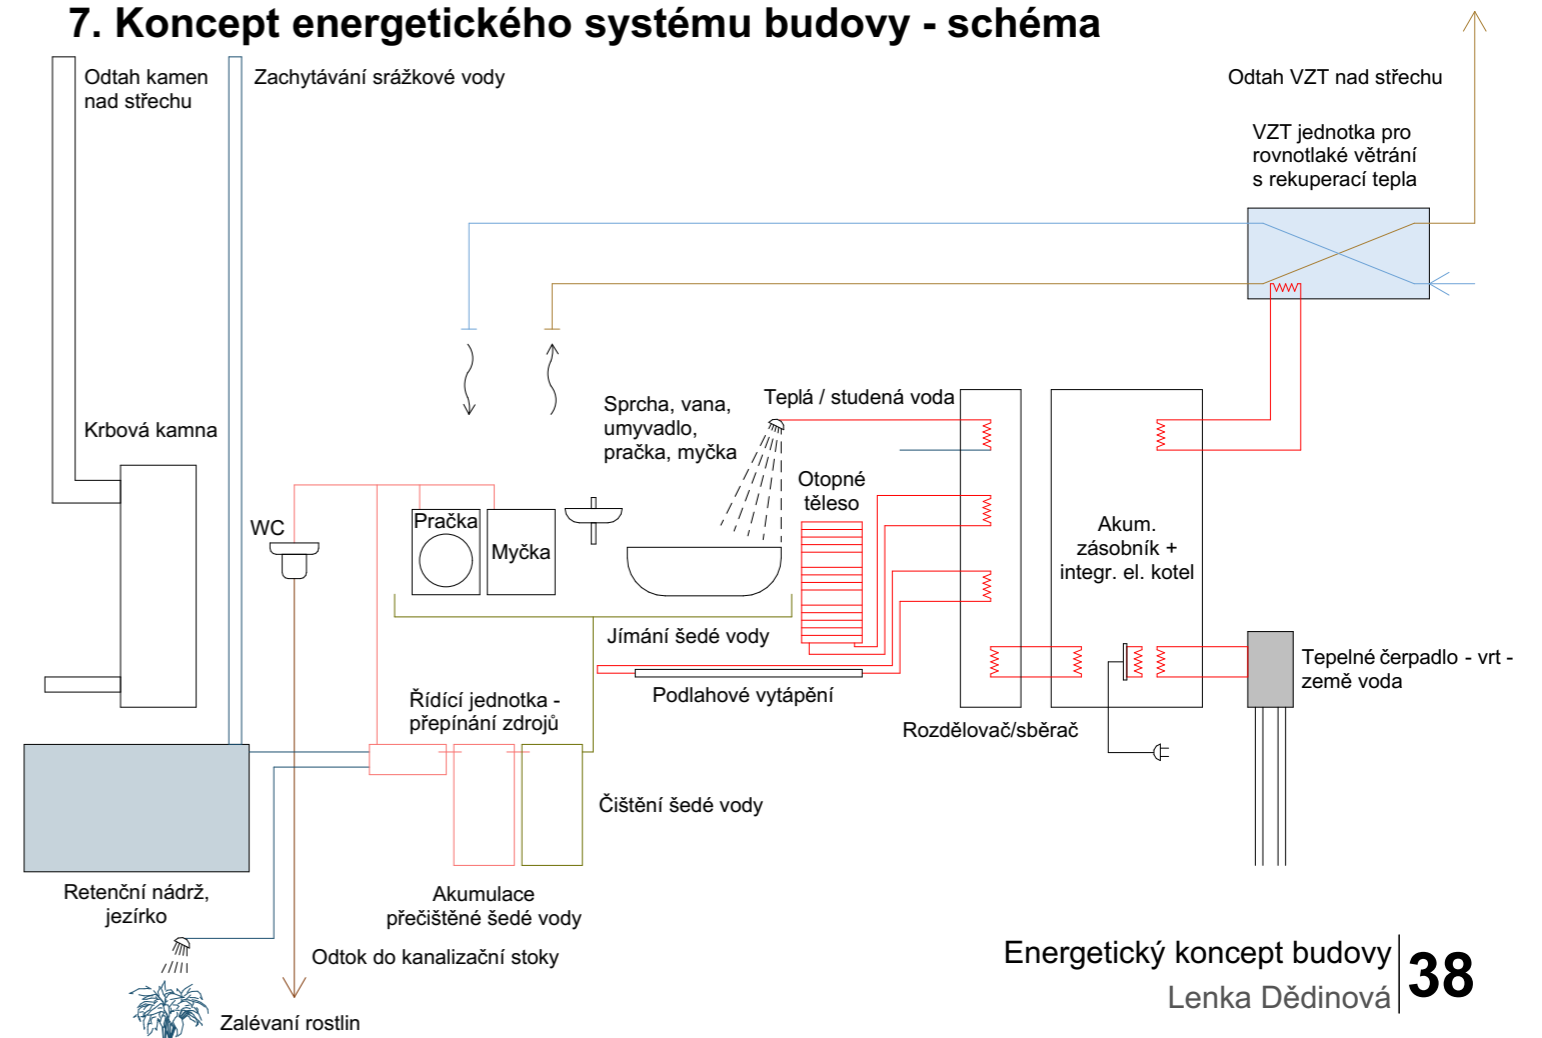 7. Koncept energetického systému budovy - schéma
Odtah kamen
nad střechu
Zachytávání srážkové vody
Odtah VZT nad střechu
VZT jednotka pro
rovnotlaké větrání
s rekuperací tepla
Krbová kamna
Sprcha, vana,
umyvadlo,
pračka, myčka
Teplá / studená voda
Otopné
těleso
WC
Pračka
Myčka
Akum.
zásobník +
integr. el. kotel
Jímání šedé vody
Podlahové vytápění
Tepelné čerpadlo - vrt -
země voda
Řídící jednotka -
přepínání zdrojů
Rozdělovač/sběrač
Čištění šedé vody
Retenční nádrž,
jezírko
Akumulace
přečištěné šedé vody
Odtok do kanalizační stoky
Zalévaní rostlin
Energetický koncept budovy
Lenka Dědinová
38